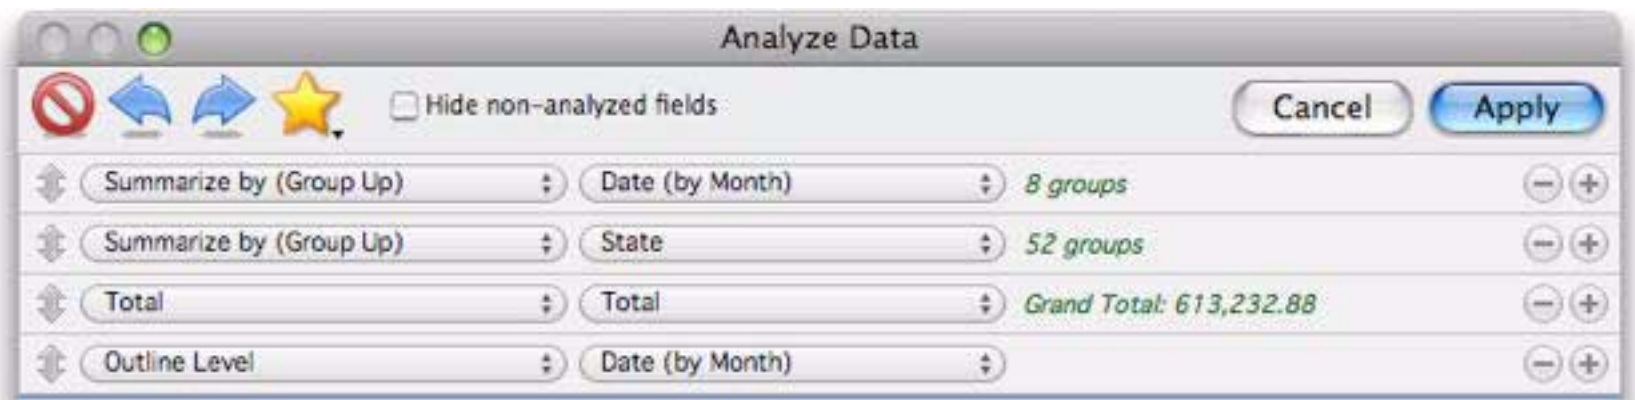 Analyze Data
Hide non-analyzed fields Cancel Apply
Summarize by (Group Up) Date (by Month) 8 groups
Summarize by (Group Up) State 52 groups
Total Total Grand Total: 613,232.88
Outline Level Date (by Month)